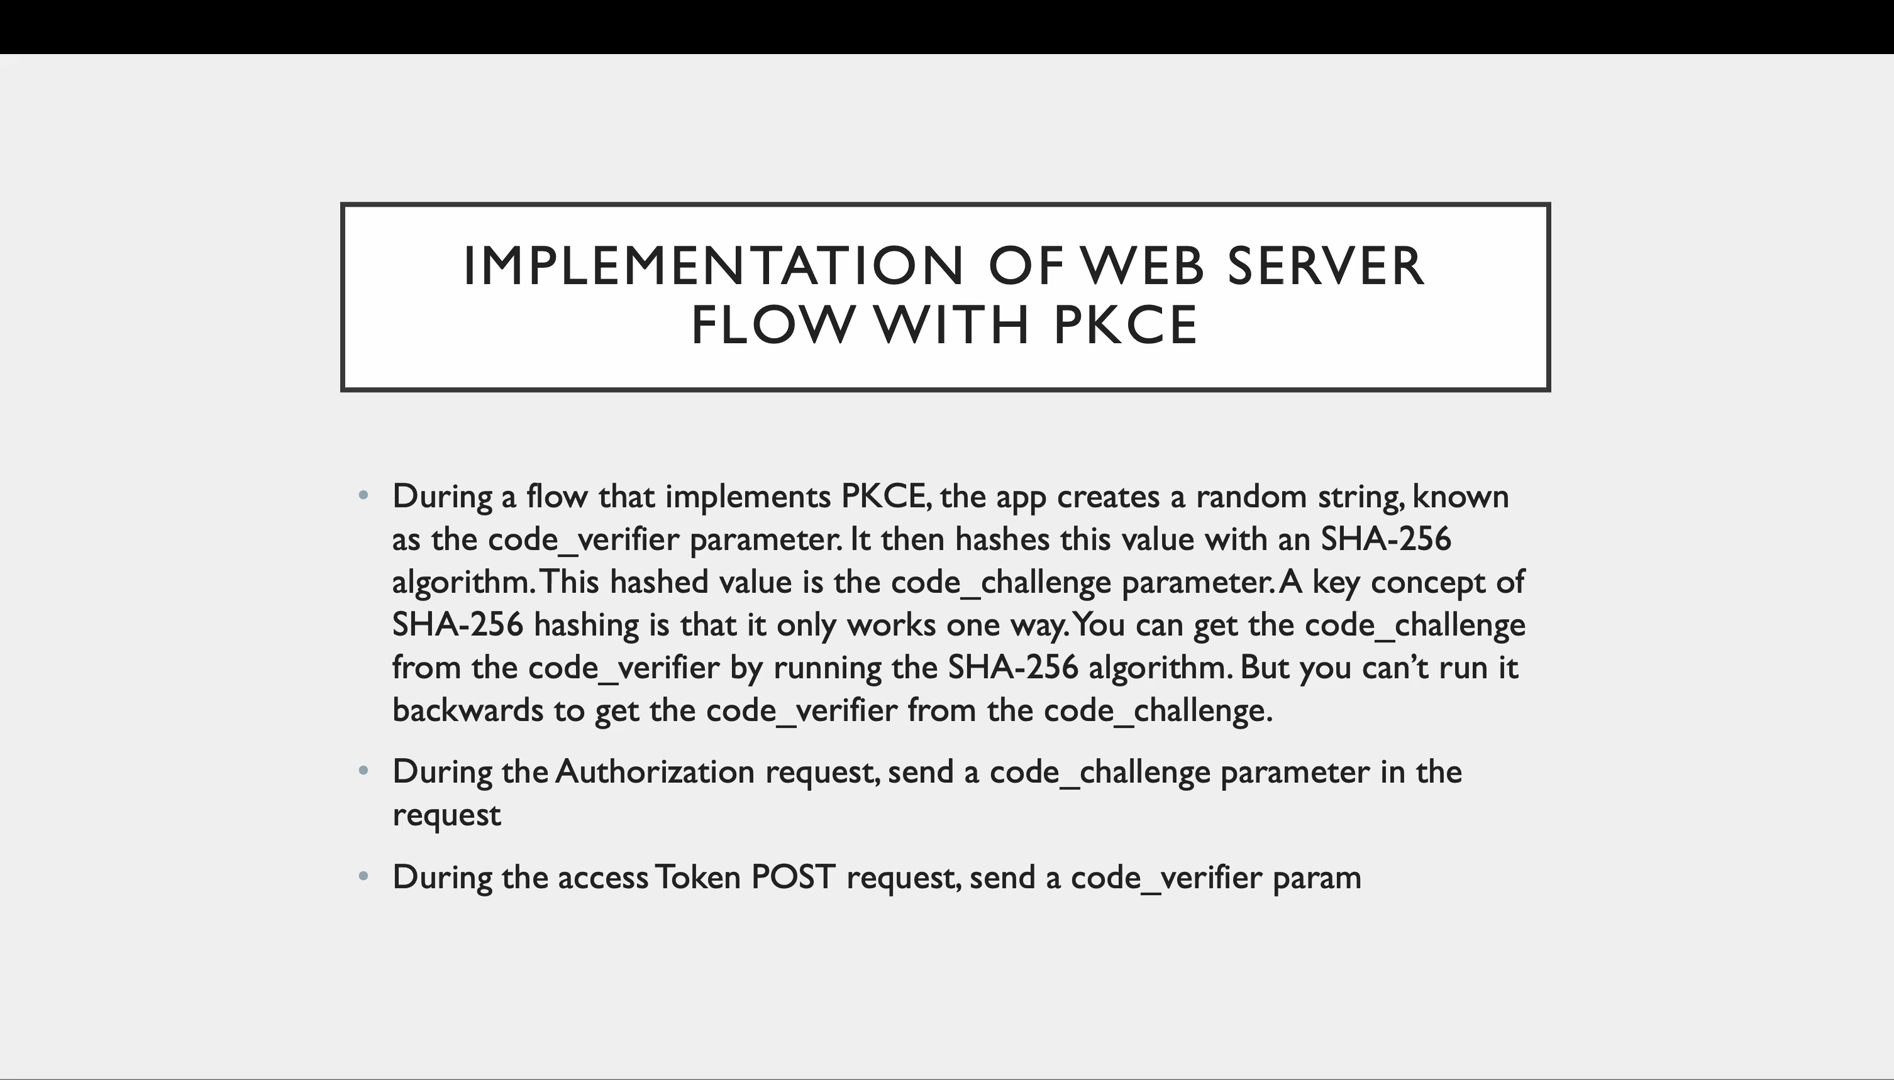 IMPLEMENTATION OF WEB SERVER
FLOW WITH PKCE
• During a flow that implements PKCE, the app creates a random string, known
as the code_verifier parameter. It then hashes this value with an SHA-256
algorithm. This hashed value is the code_challenge parameter. A key concept of
SHA-256 hashing is that it only works one way. You can get the code_challenge
from the code_verifier by running the SHA-256 algorithm. But you can’t run it
backwards to get the code_verifier from the code_challenge.
• During the Authorization request, send a code_challenge parameter in the
request
• During the access Token POST request, send a code_verifier param